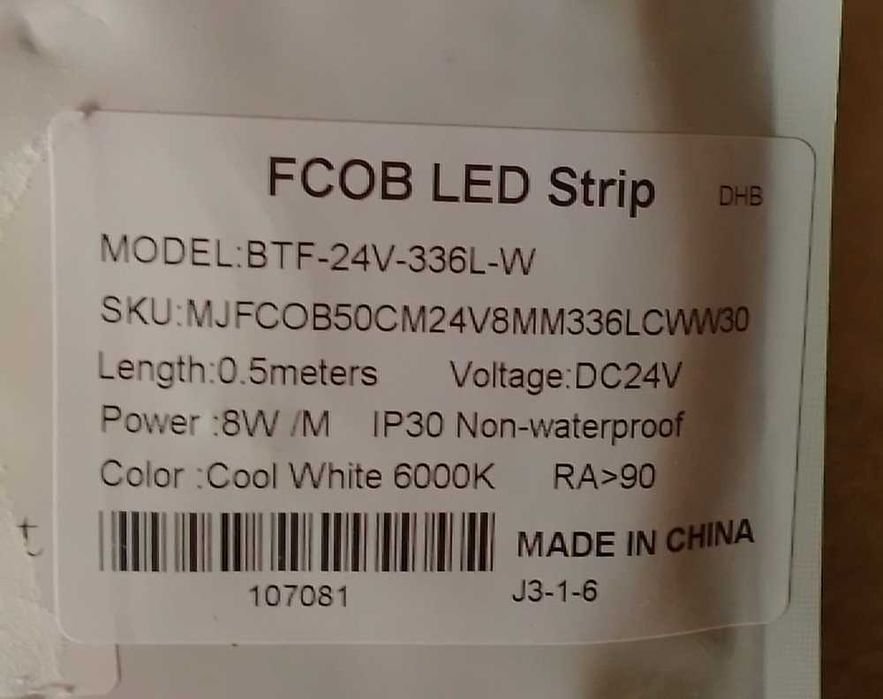 FCOB LED Strip DHB
MODEL:BTF-24V-336L-W
SKU:MJFCOB50CM24V8MM336LCWW30
Length:0.5meters Voltage:DC24V
Power :8W /M IP30 Non-waterproof
Color :Cool White 6000K RA>90
MADE IN CHINA
107081 J3-1-6
t